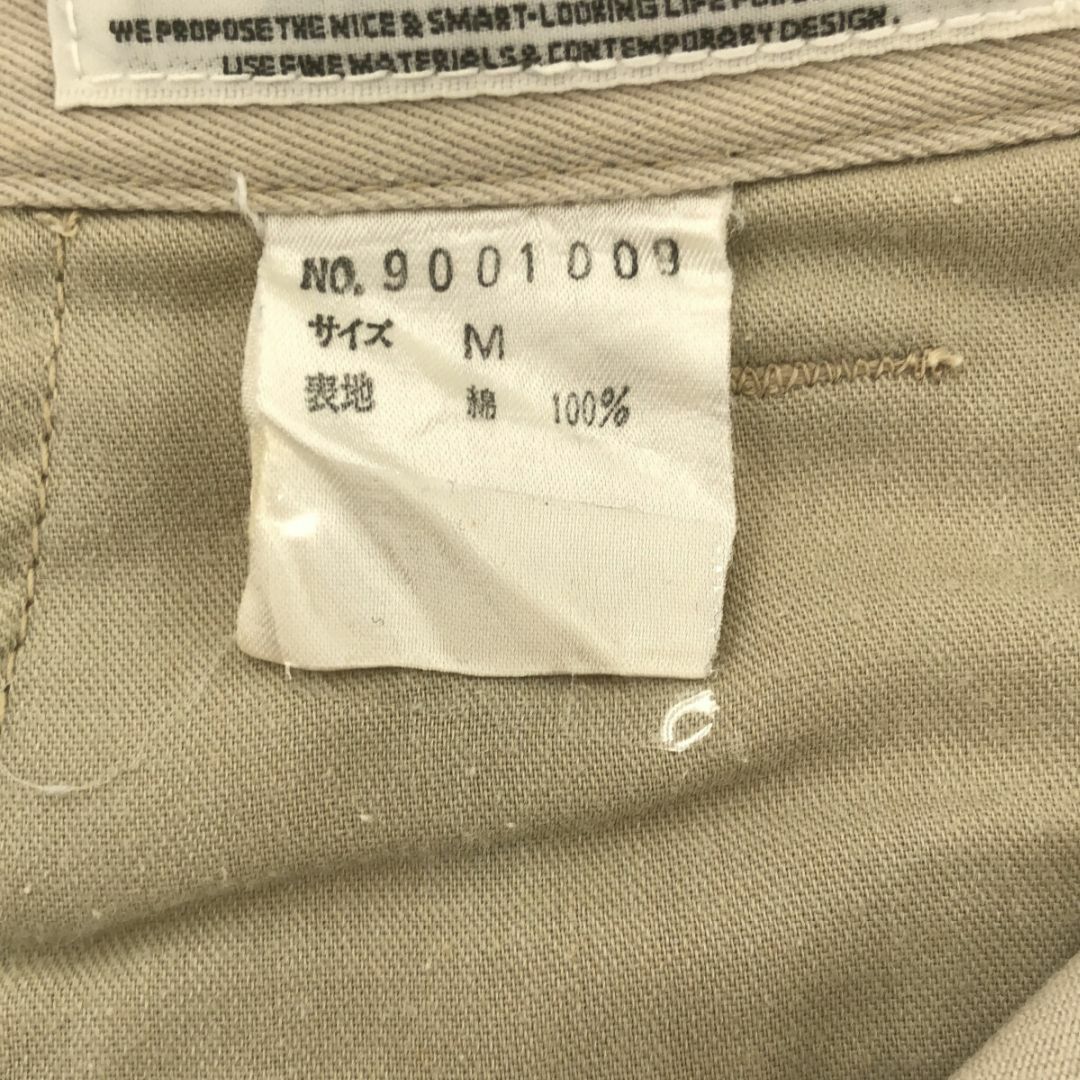 WE PROPOSE THE NICE & SMART-LOOKING LIFE
USE FINE MATERIALS & CONTEMPORARY DESIGN.
NO. 9001009
サイズ M
表地 綿 100%